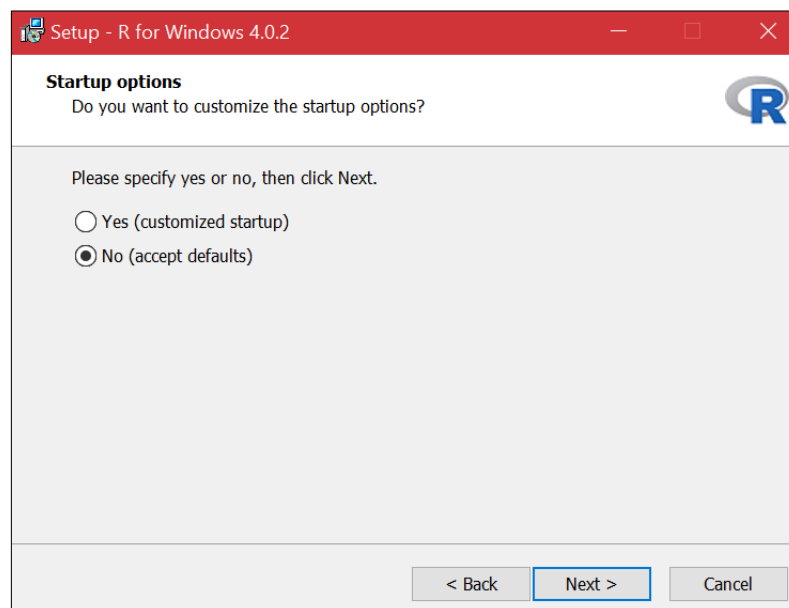 Setup - R for Windows 4.0.2
Startup options
Do you want to customize the startup options?
R
Please specify yes or no, then click Next.
Yes (customized startup)
No (accept defaults)
< Back Next > Cancel